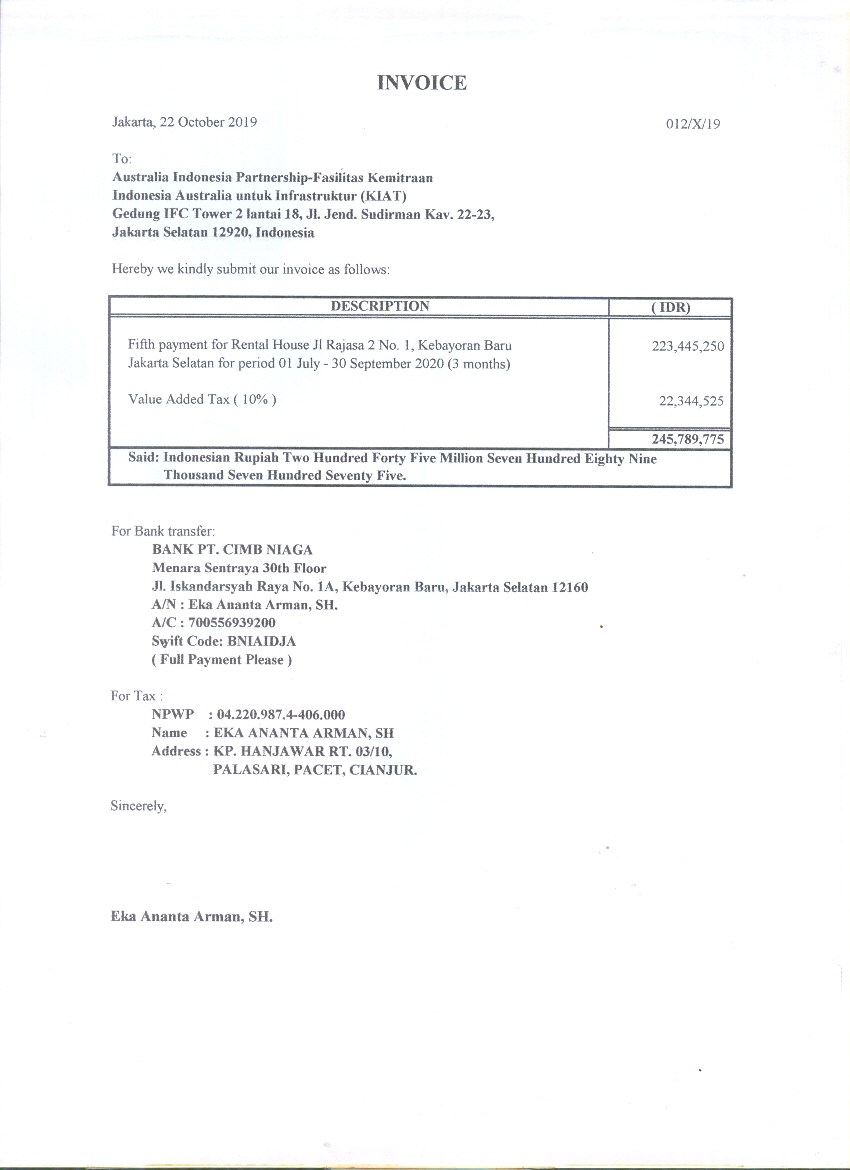 INVOICE
Jakarta, 22 October 2019 012/X/19
To:
Australia Indonesia Partnership-Fasilitas Kemitraan
Indonesia Australia untuk Infrastruktur (KIAT)
Gedung IFC Tower 2 lantai 18, Jl. Jend. Sudirman Kav. 22-23,
Jakarta Selatan 12920, Indonesia
Hereby we kindly submit our invoice as follows:
DESCRIPTION ( IDR)
Fifth payment for Rental House Jl Rajasa 2 No. 1, Kebayoran Baru 223,445,250
Jakarta Selatan for period 01 July - 30 September 2020 (3 months)
Value Added Tax ( 10% ) 22,344,525
245,789,775
Said: Indonesian Rupiah Two Hundred Forty Five Million Seven Hundred Eighty Nine
Thousand Seven Hundred Seventy Five.
For Bank transfer:
BANK PT. CIMB NIAGA
Menara Sentraya 30th Floor
Jl. Iskandarsyah Raya No. 1A, Kebayoran Baru, Jakarta Selatan 12160
A/N : Eka Ananta Arman, SH.
A/C : 700556939200
Swift Code: BNIAIDJA
( Full Payment Please )
For Tax :
NPWP : 04.220.987.4-406.000
Name : EKA ANANTA ARMAN, SH
Address : KP. HANJAWAR RT. 03/10,
PALASARI, PACET, CIANJUR.
Sincerely,
Eka Ananta Arman, SH.